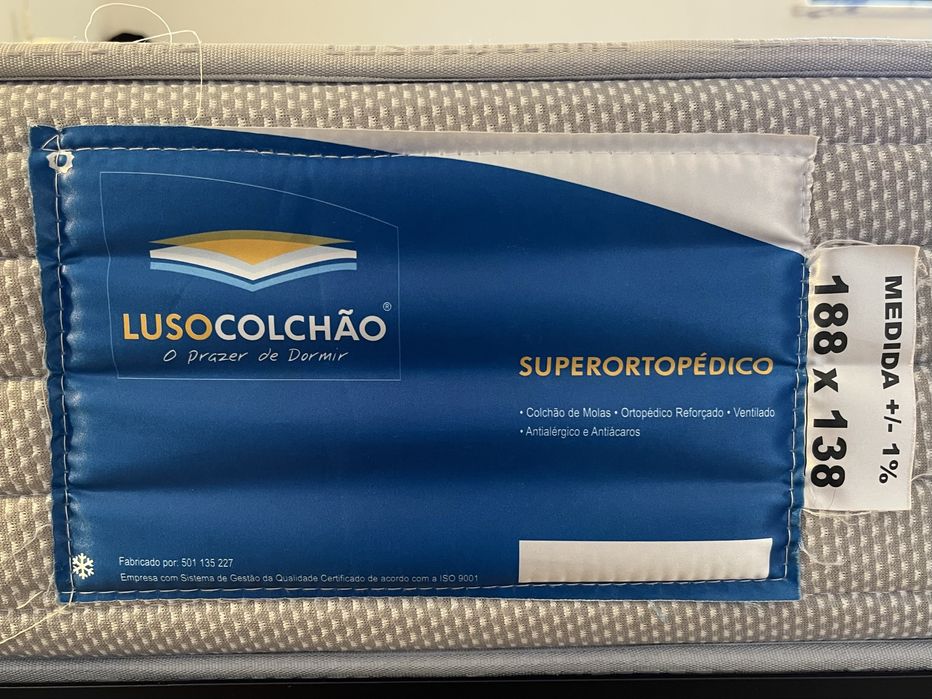 LUSOCOLCHÃO®
O Prazer de Dormir
SUPERORTOPÉDICO
• Colchão de Molas • Ortopédico Reforçado • Ventilado
• Antialérgico e Antiácaros
Fabricado por: 501 135 227
Empresa com Sistema de Gestão da Qualidade Certificado de acordo com a ISO 9001
MEDIDA +/- 1%
188 x 138